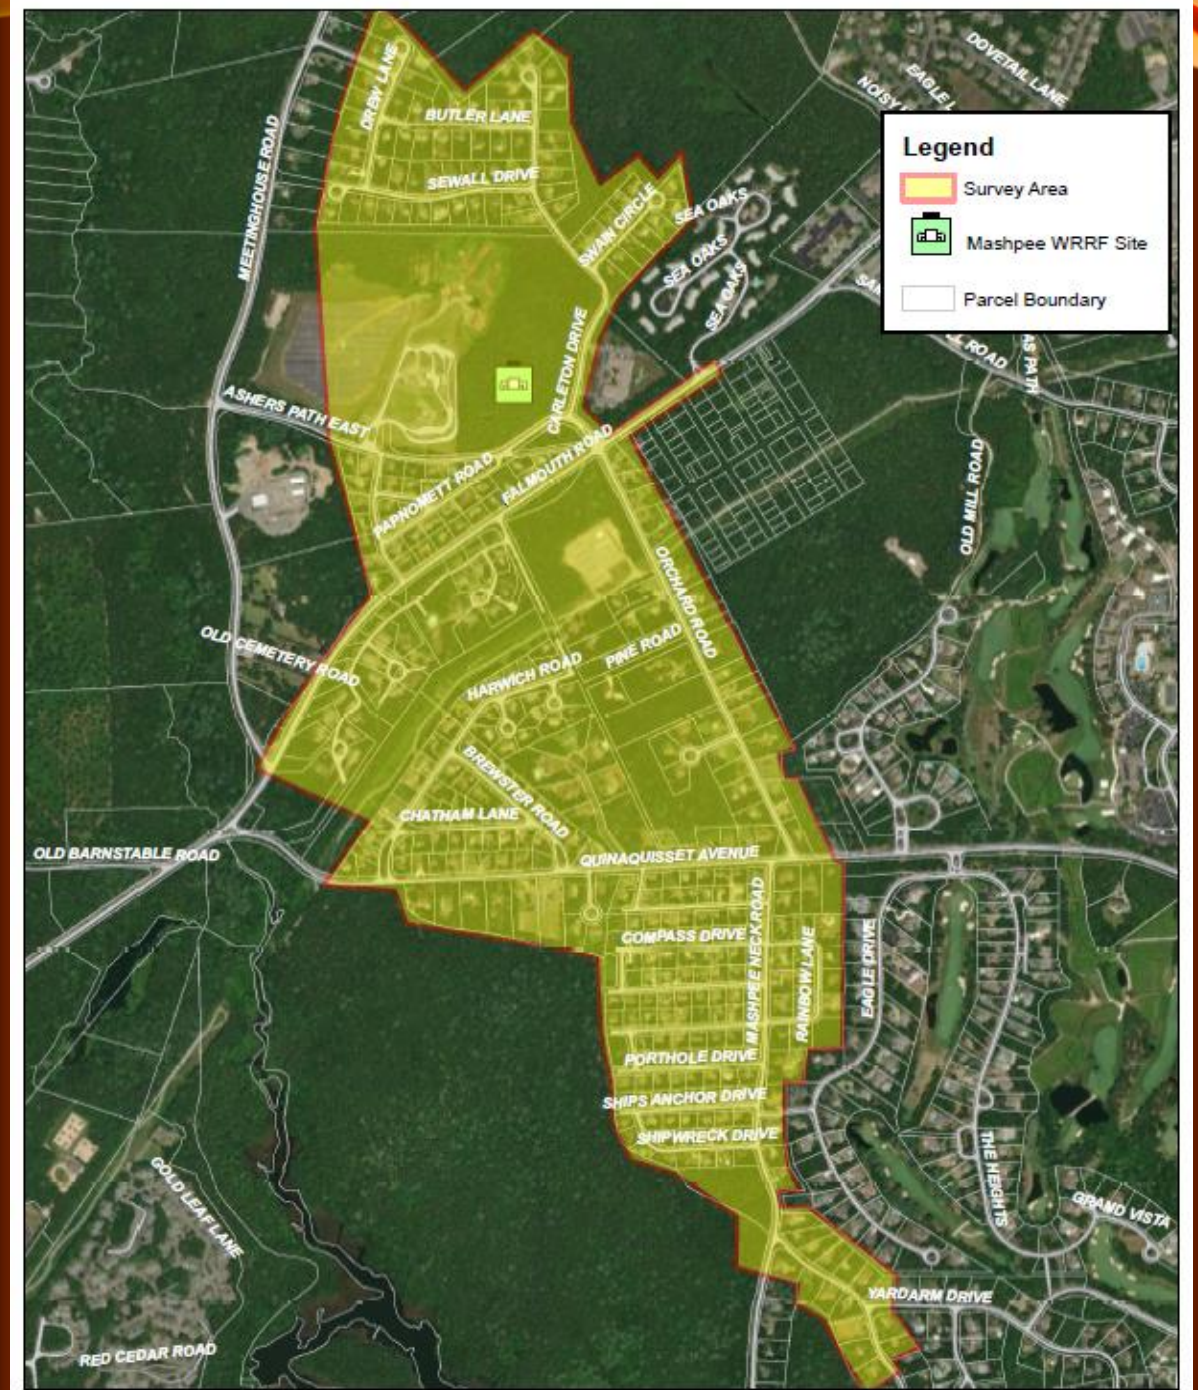 DOVETAIL LANE
EAGLE L
NOISY
DREW LANE
BUTLER LANE
MEETINGHOUSE ROAD
SEWALL DRIVE
SWAIN CIRCLE
SEA OAKS
SEA OAKS
SEA OAKS
Legend
Survey Area
Mashpee WRRF Site
Parcel Boundary
L ROAD
AS PATH
CARLETON DRIVE
ASHERS PATH EAST
PAPNOMETT ROAD
FALMOUTH ROAD
OLD MILL ROAD
ORCHARD ROAD
OLD CEMETERY ROAD
HARWICH ROAD
PINE ROAD
BREWSTER ROAD
CHATHAM LANE
OLD BARNSTABLE ROAD
QUINAQUISSET AVENUE
COMPASS DRIVE
MASHPEE NECK ROAD
RAINBOW LANE
EAGLE DRIVE
PORTHOLE DRIVE
SHIPS ANCHOR DRIVE
SHIPWRECK DRIVE
THE HEIGHTS
GOLD LEAF LANE
GRAND VISTA
YARDARM DRIVE
RED CEDAR ROAD